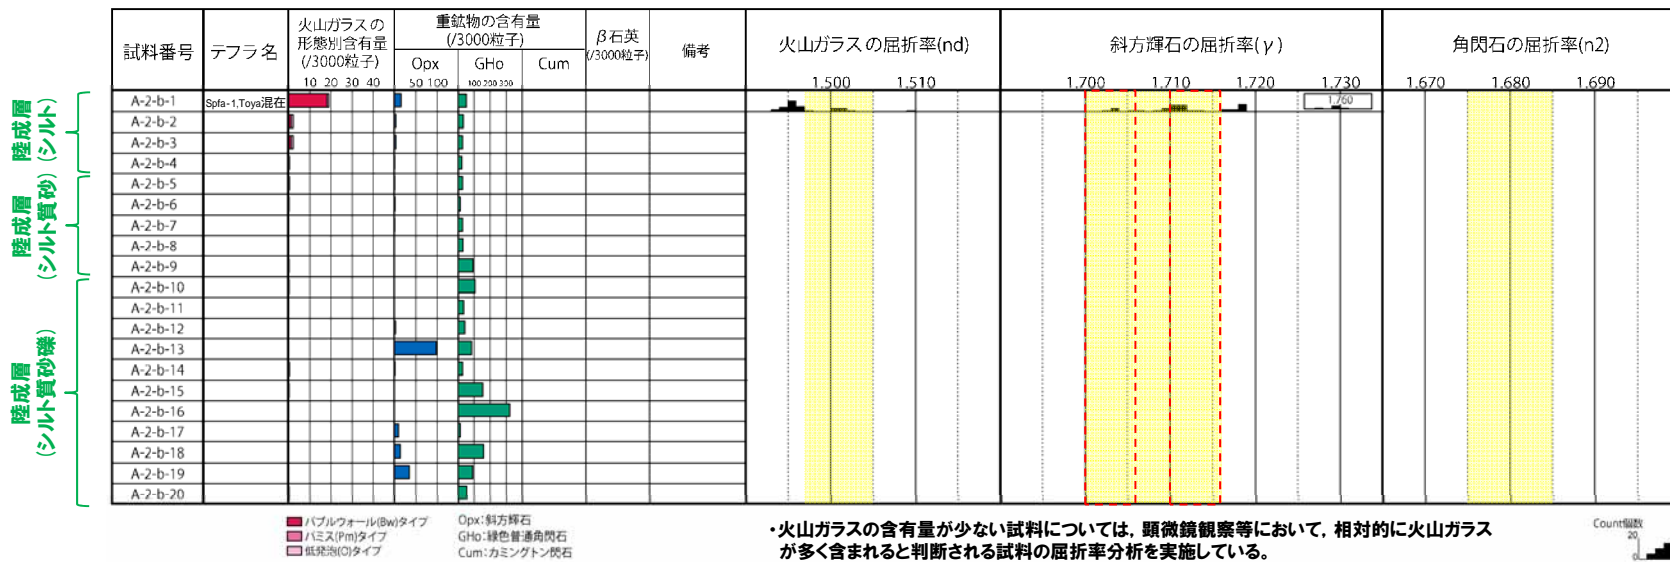 試料番号
テフラ名
火山ガラスの
形態別含有量
(/3000粒子)
10 20 30 40
重鉱物の含有量
(/3000粒子)
Opx
GHo
Cum
50 100
100 200 300
β石英
(/3000粒子)
備考
火山ガラスの屈折率(nd)
1.500 1.510
斜方輝石の屈折率(γ)
1.700 1.710 1.720 1.730
角閃石の屈折率(n2)
1.670 1.680 1.690
陸成層
(シルト)
陸成層
(シルト質砂)
陸成層
(シルト質砂礫)
A-2-b-1 Spfa-1,Toya混在
1.760
A-2-b-2
A-2-b-3
A-2-b-4
A-2-b-5
A-2-b-6
A-2-b-7
A-2-b-8
A-2-b-9
A-2-b-10
A-2-b-11
A-2-b-12
A-2-b-13
A-2-b-14
A-2-b-15
A-2-b-16
A-2-b-17
A-2-b-18
A-2-b-19
A-2-b-20
バブルウォール(Bw)タイプ
パミス(Pm)タイプ
低発泡(O)タイプ
Opx:斜方輝石
GHo:緑色普通角閃石
Cum:カミングトン閃石
・火山ガラスの含有量が少ない試料については，顕微鏡観察等において，相対的に火山ガラス
が多く含まれると判断される試料の屈折率分析を実施している。
Count個数
20
0